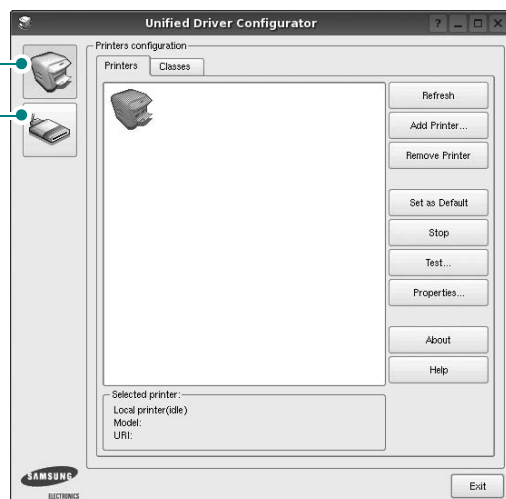 Unified Driver Configurator
Printers configuration
Printers
Classes
Refresh
Add Printer...
Remove Printer
Set as Default
Stop
Test...
Properties...
About
Help
Selected printer:
Local printer(idle)
Model:
URI:
SAMSUNG
ELECTRONICS
Exit